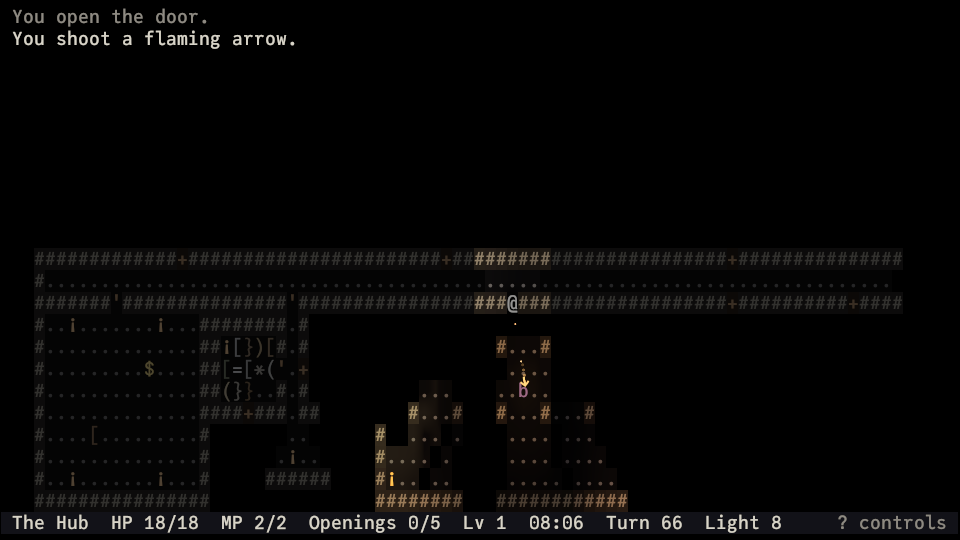 You open the door.
You shoot a flaming arrow.
The Hub HP 18/18 MP 2/2 Openings 0/5 Lv 1 08:06 Turn 66 Light 8 ? controls